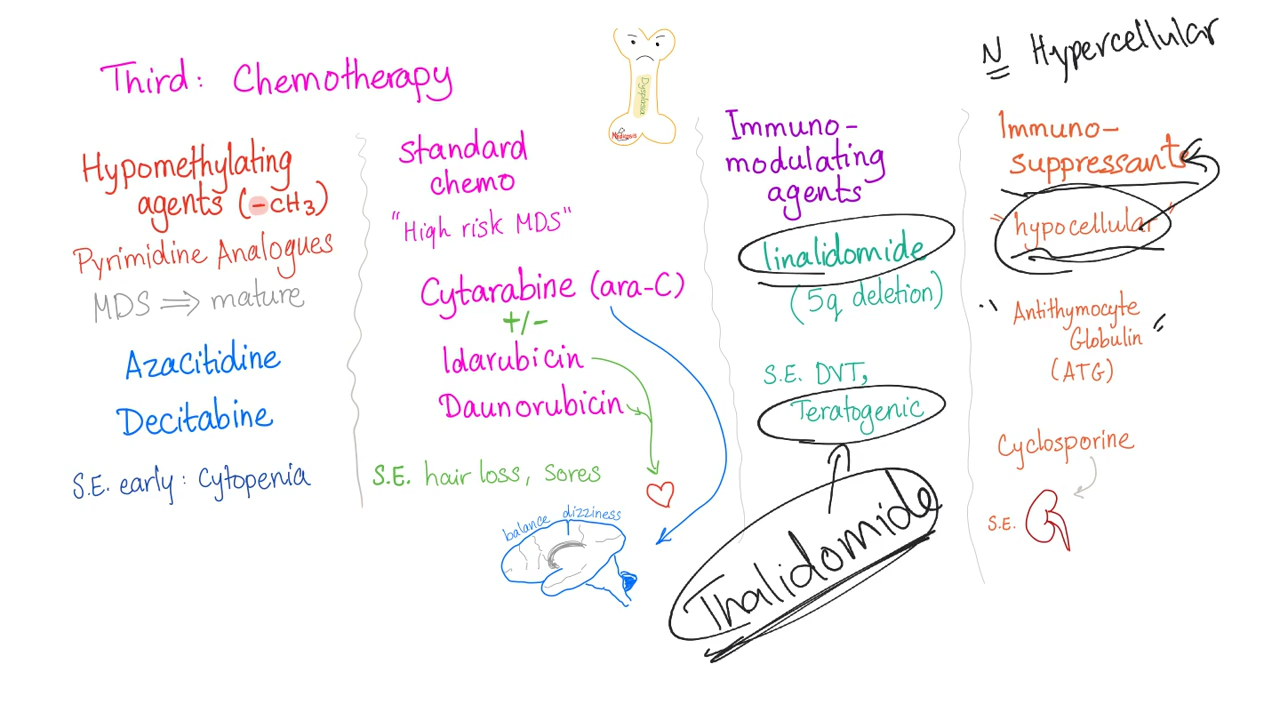 Third: Chemotherapy
Dysplasia
Medicosis
N Hypercellular
Hypomethylating
agents (-CH3)
Pyrimidine Analogues
MDS ⇒ mature
Azacitidine
Decitabine
S.E. early: Cytopenia
Standard
chemo
"High risk MDS"
Cytarabine (ara-C)
+/-
Idarubicin
Daunorubicin
S.E. hair loss, sores
balance dizziness
Immuno-
modulating
agents
linalidomide
(5q deletion)
S.E. DVT,
Teratogenic
Thalidomide
Immuno-
suppressants
"hypocellular"
"Antithymocyte
Globulin"
(ATG)
Cyclosporine
S.E.